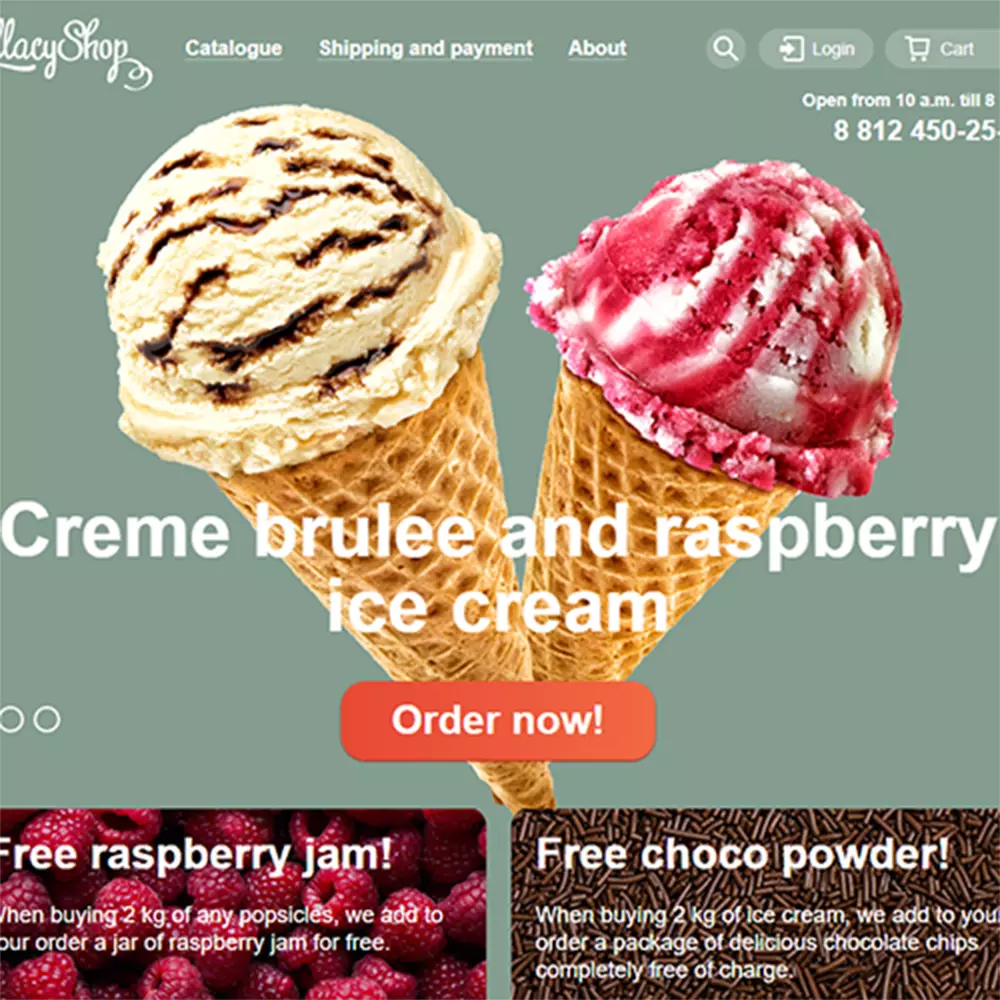 llacyShop
Catalogue
Shipping and payment
About
Login
Cart
Open from 10 a.m. till 8
8 812 450-25-
Creme brulee and raspberry
ice cream
Order now!
Free raspberry jam!
When buying 2 kg of any popsicles, we add to
our order a jar of raspberry jam for free.
Free choco powder!
When buying 2 kg of ice cream, we add to your
order a package of delicious chocolate chips
completely free of charge.